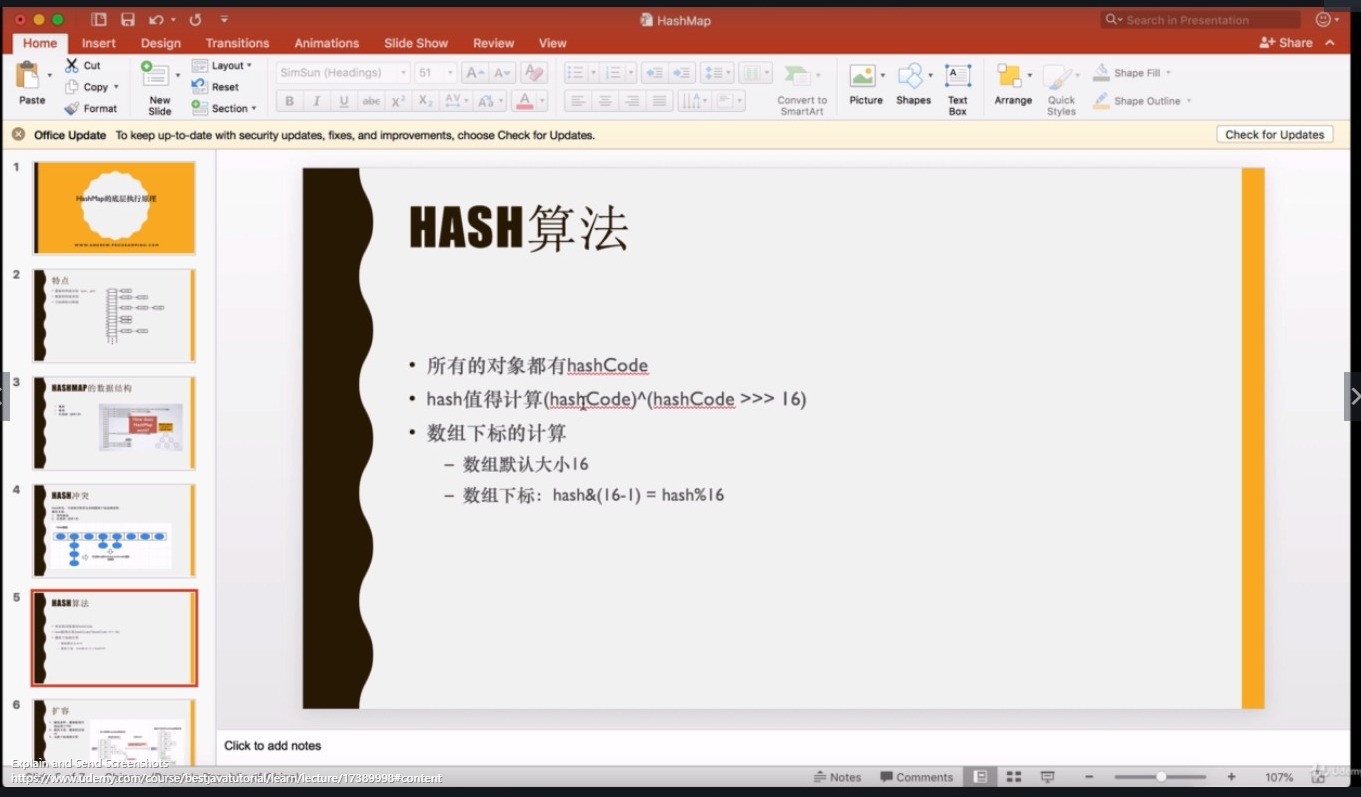 HashMap
Search in Presentation
Home Insert Design Transitions Animations Slide Show Review View
Share
Paste
Cut
Copy
Format
New Slide
Layout
Reset
Section
SimSun (Headings) 51
B I U abc X² X₂ AV Aa A
Convert to SmartArt
Picture
Shapes
Text Box
Arrange
Quick Styles
Shape Fill
Shape Outline
Office Update To keep up-to-date with security updates, fixes, and improvements, choose Check for Updates.
Check for Updates
1
HashMap的底层执行原理
2
特点
3
HASHMAP的数据结构
4
HASH冲突
5
HASH算法
6
扩容
HASH算法
• 所有的对象都有hashCode
• hash值得计算(hashCode)^(hashCode >>> 16)
• 数组下标的计算
– 数组默认大小16
– 数组下标：hash&(16-1) = hash%16
Click to add notes
Explain and Send Screenshots
https://www.udemy.com/course/bestjavatutorial/learn/lecture/17389998#content
Notes Comments 107%
Udemy